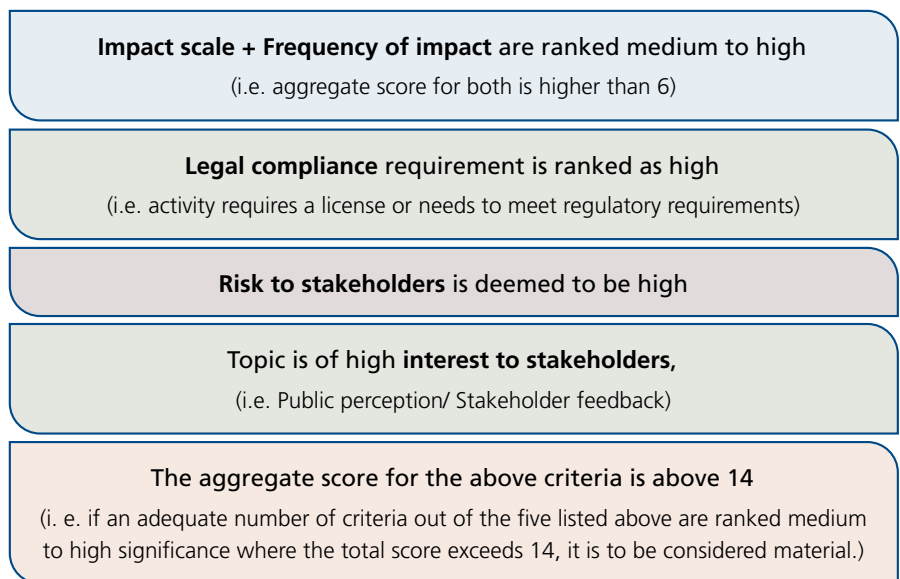 Impact scale + Frequency of impact are ranked medium to high
(i.e. aggregate score for both is higher than 6)
Legal compliance requirement is ranked as high
(i.e. activity requires a license or needs to meet regulatory requirements)
Risk to stakeholders is deemed to be high
Topic is of high interest to stakeholders,
(i.e. Public perception/ Stakeholder feedback)
The aggregate score for the above criteria is above 14
(i. e. if an adequate number of criteria out of the five listed above are ranked medium
to high significance where the total score exceeds 14, it is to be considered material.)